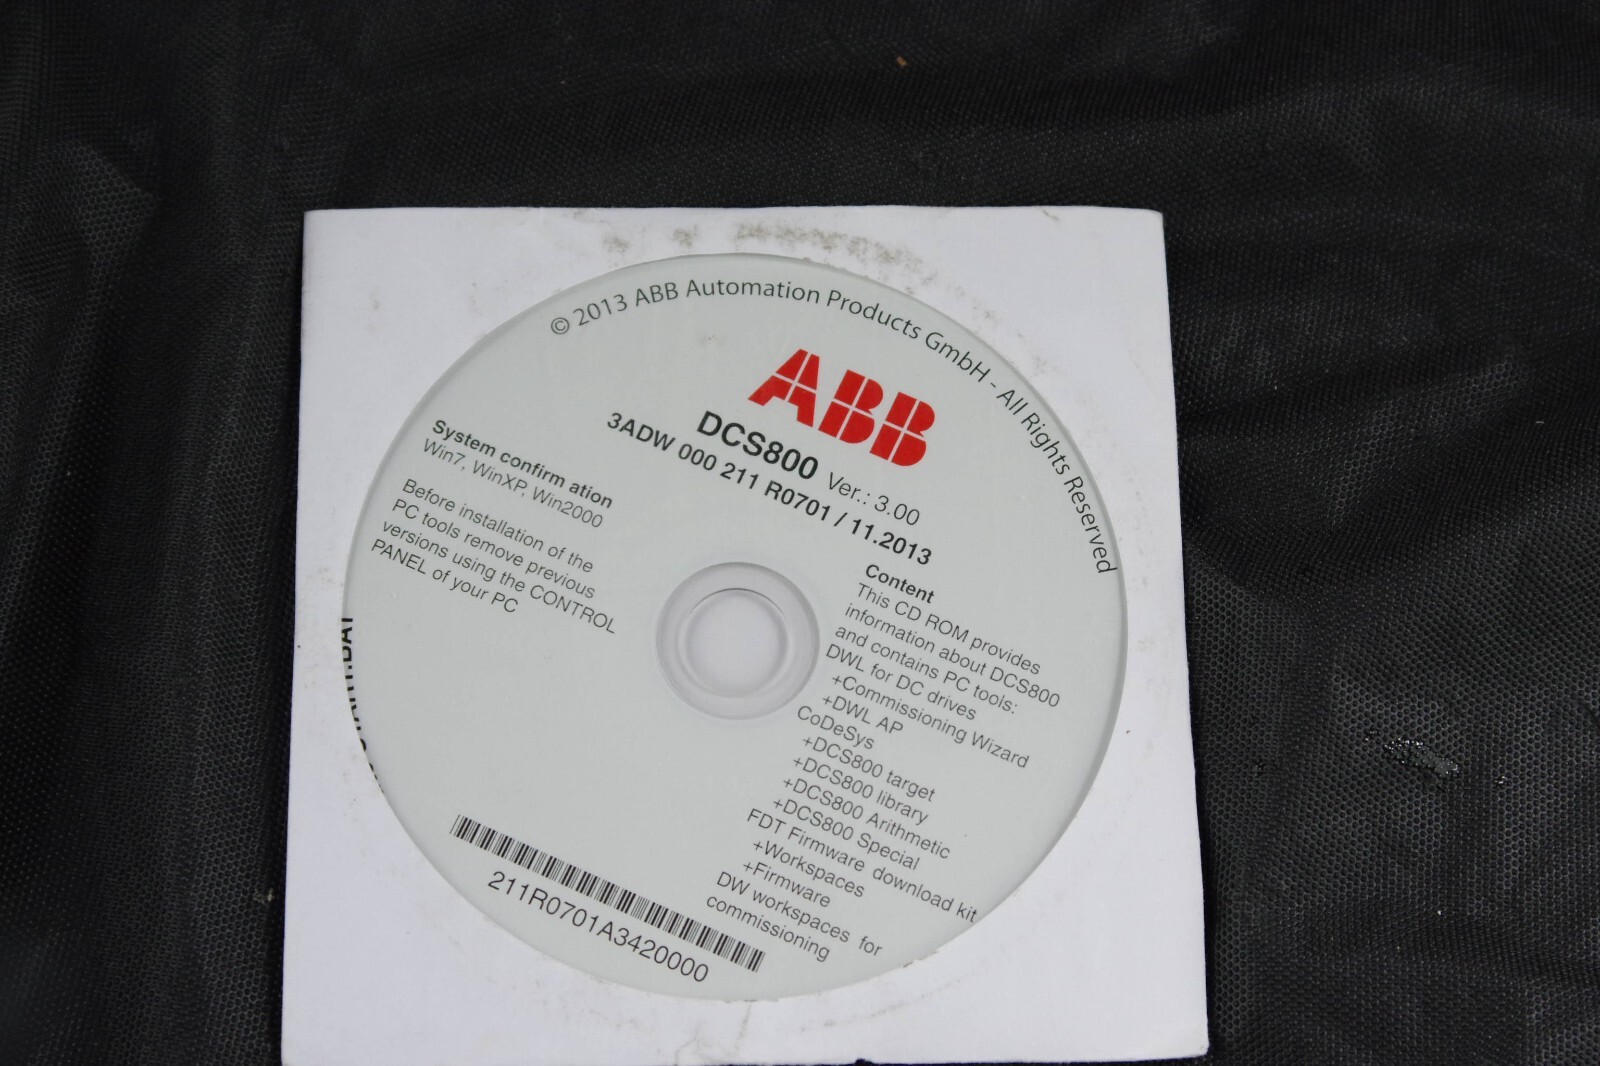 © 2013 ABB Automation Products GmbH - All Rights Reserved
ABB
DCS800 Ver.: 3.00
3ADW 000 211 R0701 / 11.2013
System confirm ation
Win7, WinXP, Win2000
Before installation of the
PC tools remove previous
versions using the CONTROL
PANEL of your PC
Content
This CD ROM provides
information about DCS800
and contains PC tools:
DWL for DC drives
+Commissioning Wizard
+DWL AP
CoDeSys
+DCS800 target
+DCS800 library
+DCS800 Arithmetic
+DCS800 Special
FDT Firmware download kit
+Workspaces
+Firmware
DW workspaces for
commissioning
211R0701A3420000